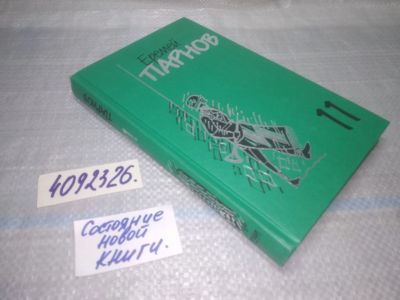 Еремей
ПАРНОВ
11
4092326.
Состояние
новой
книги.